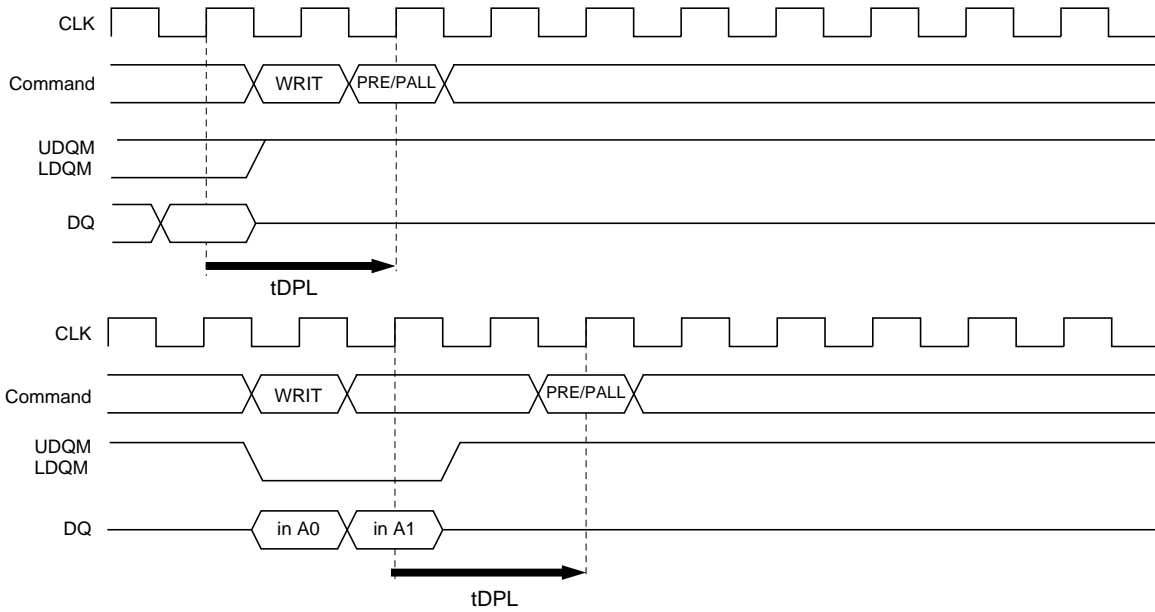 CLK
Command WRIT PRE/PALL
UDQM
LDQM
DQ
tDPL
CLK
Command WRIT PRE/PALL
UDQM
LDQM
DQ in A0 in A1
tDPL